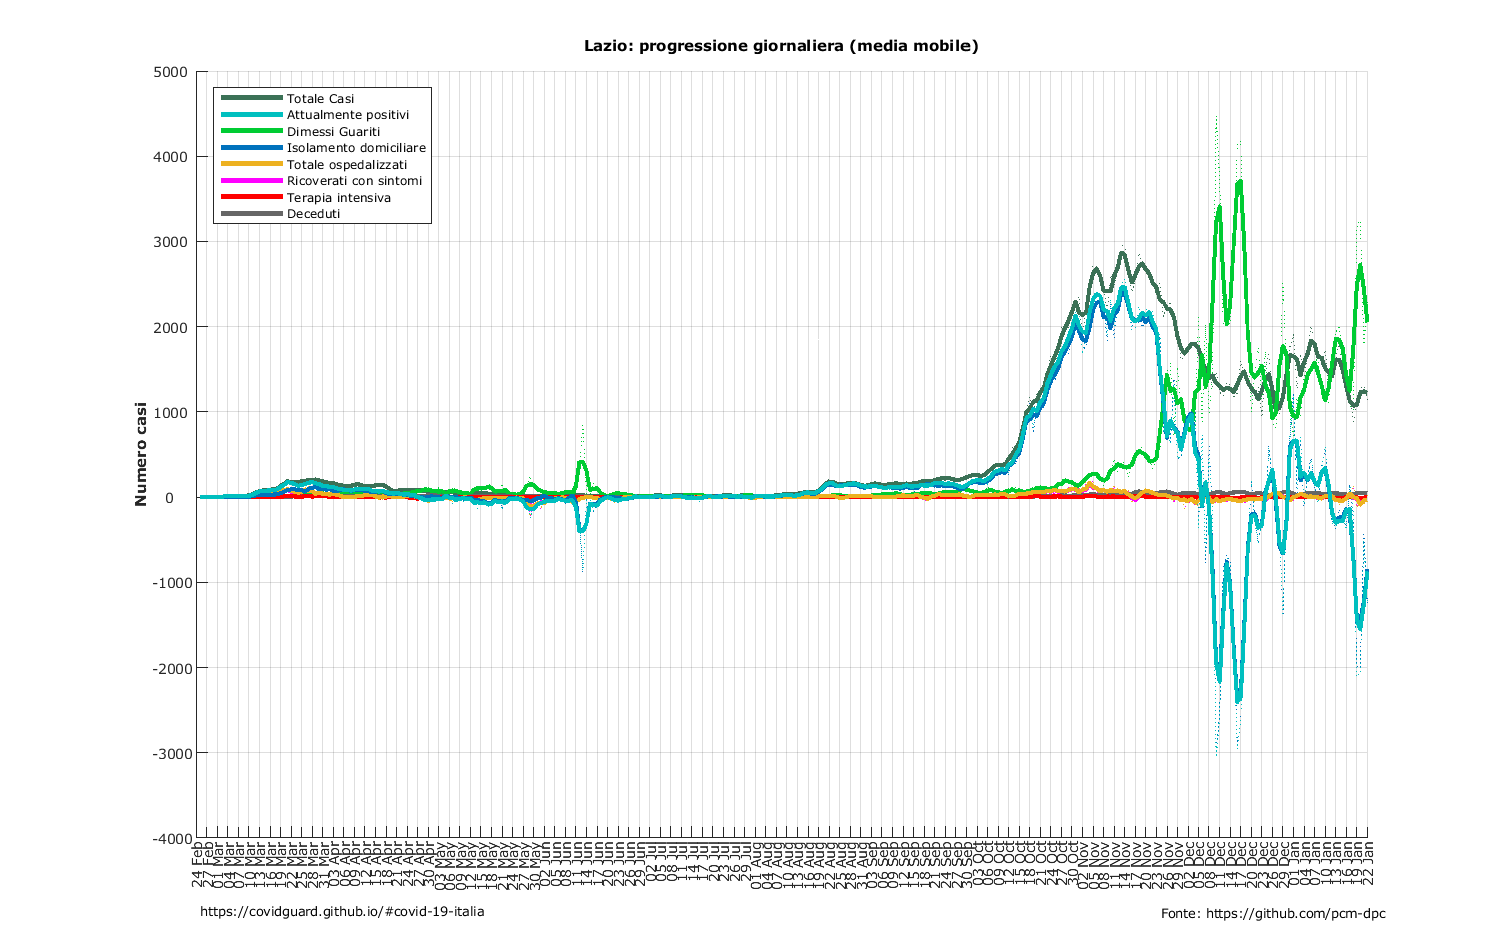 Lazio: progressione giornaliera (media mobile)
5000
4000
3000
2000
1000
0
-1000
-2000
-3000
-4000
Numero casi
Totale Casi
Attualmente positivi
Dimessi Guariti
Isolamento domiciliare
Totale ospedalizzati
Ricoverati con sintomi
Terapia intensiva
Deceduti
24 Feb
27 Feb
01 Mar
04 Mar
07 Mar
10 Mar
13 Mar
16 Mar
19 Mar
22 Mar
25 Mar
28 Mar
31 Mar
03 Apr
06 Apr
09 Apr
12 Apr
15 Apr
18 Apr
21 Apr
24 Apr
27 Apr
30 Apr
03 May
06 May
09 May
12 May
15 May
18 May
21 May
24 May
27 May
30 May
02 Jun
05 Jun
08 Jun
11 Jun
14 Jun
17 Jun
20 Jun
23 Jun
26 Jun
29 Jun
02 Jul
05 Jul
08 Jul
11 Jul
14 Jul
17 Jul
20 Jul
23 Jul
26 Jul
29 Jul
01 Aug
04 Aug
07 Aug
10 Aug
13 Aug
16 Aug
19 Aug
22 Aug
25 Aug
28 Aug
31 Aug
03 Sep
06 Sep
09 Sep
12 Sep
15 Sep
18 Sep
21 Sep
24 Sep
27 Sep
30 Sep
03 Oct
06 Oct
09 Oct
12 Oct
15 Oct
18 Oct
21 Oct
24 Oct
27 Oct
30 Oct
02 Nov
05 Nov
08 Nov
11 Nov
14 Nov
17 Nov
20 Nov
23 Nov
26 Nov
29 Nov
02 Dec
05 Dec
08 Dec
11 Dec
14 Dec
17 Dec
20 Dec
23 Dec
26 Dec
29 Dec
01 Jan
04 Jan
07 Jan
10 Jan
13 Jan
16 Jan
19 Jan
22 Jan
https://covidguard.github.io/#covid-19-italia
Fonte: https://github.com/pcm-dpc